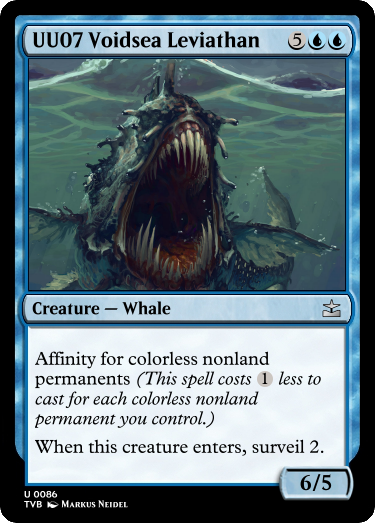 UU07 Voidsea Leviathan 5
Creature — Whale
Affinity for colorless nonland
permanents (This spell costs 1 less to
cast for each colorless nonland
permanent you control.)
When this creature enters, surveil 2.
6/5
U 0086
TVB Markus Neidel